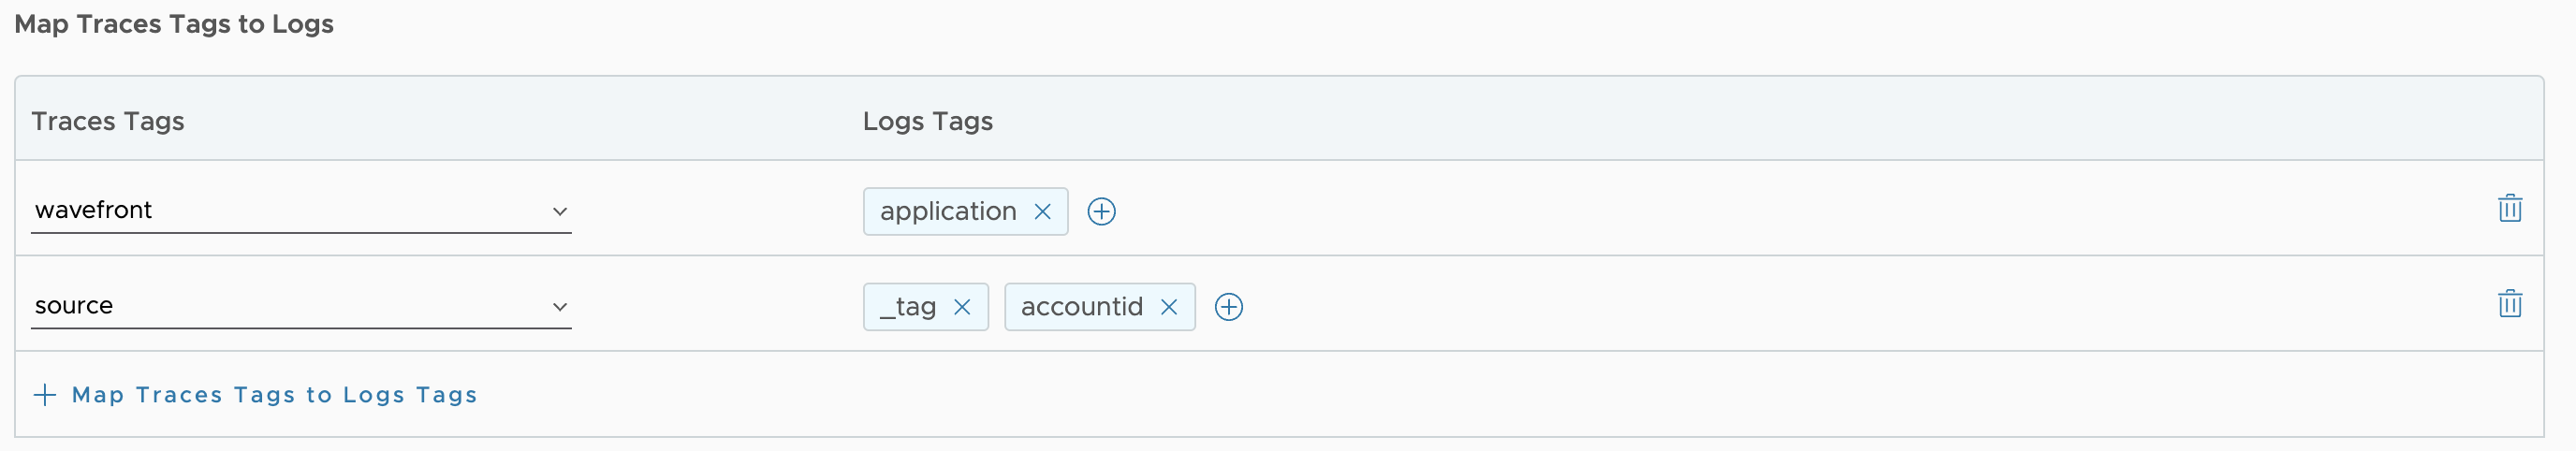 Map Traces Tags to Logs
Traces Tags Logs Tags
wavefront application
source _tag accountid
Map Traces Tags to Logs Tags